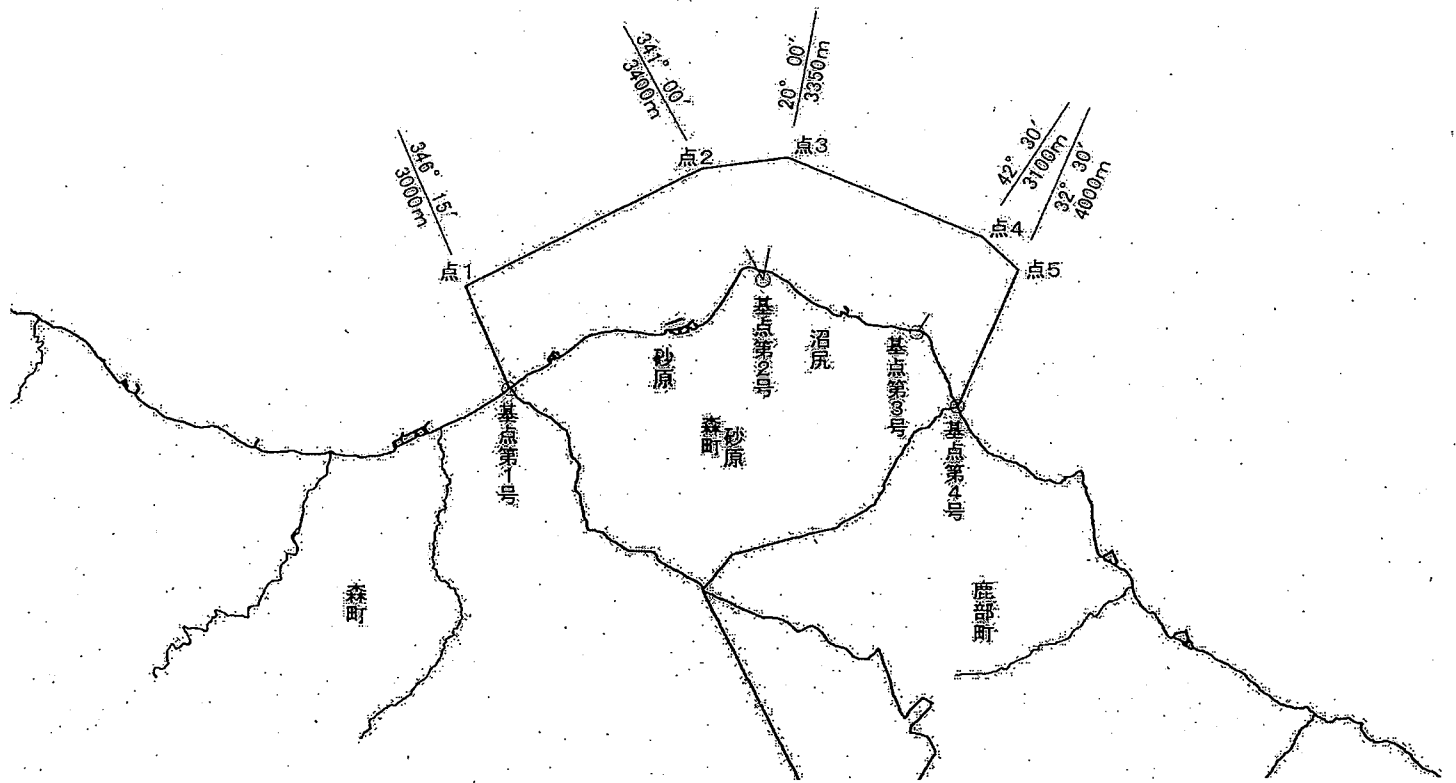 341° 00′
3400m
20° 00′
3350m
346° 15′
3000m
42° 30′
3100m
32° 30′
4000m
点1
点2
点3
点4
点5
基点第1号
基点第2号
基点第3号
基点第4号
砂原
沼尻
砂原
森町
森町
鹿部町